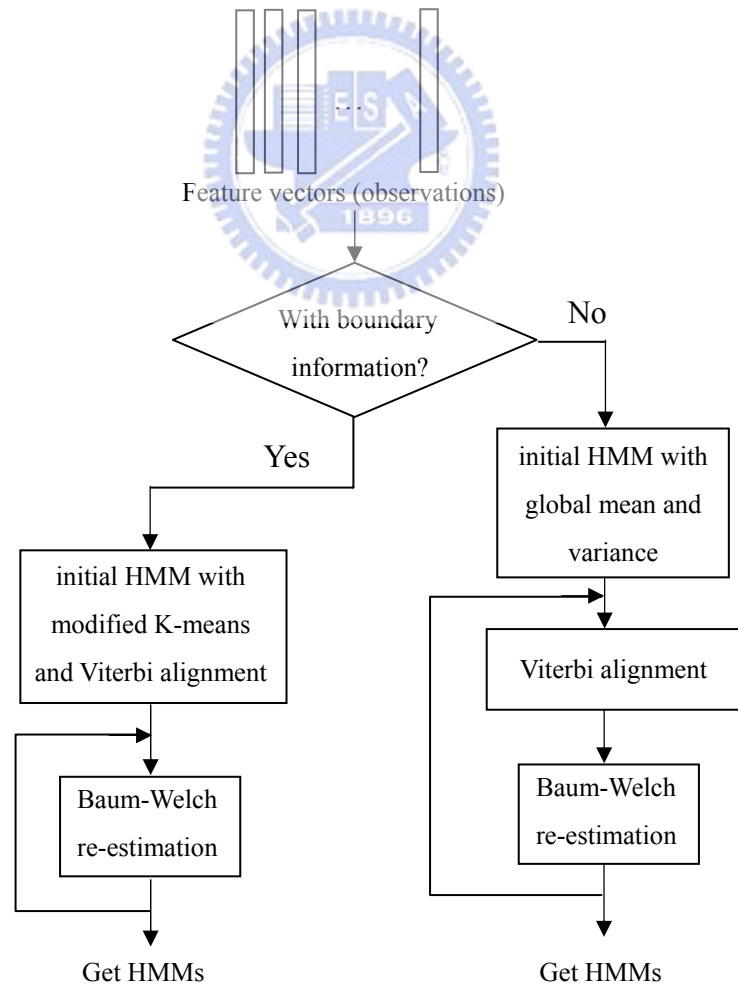 E S A
...
Feature vectors (observations)
1896
With boundary
information?
No
Yes
initial HMM with
global mean and
variance
initial HMM with
modified K-means
and Viterbi alignment
Viterbi alignment
Baum-Welch
re-estimation
Baum-Welch
re-estimation
Get HMMs
Get HMMs